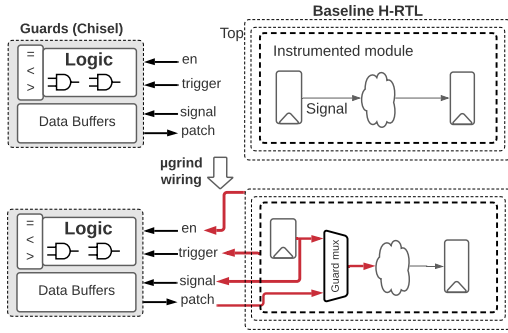 Baseline H-RTL
Guards (Chisel)
Top
=
<
>
Logic
Data Buffers
en
trigger
signal
patch
Instrumented module
Signal
µgrind
wiring
=
<
>
Logic
Data Buffers
en
trigger
signal
patch
Guard mux